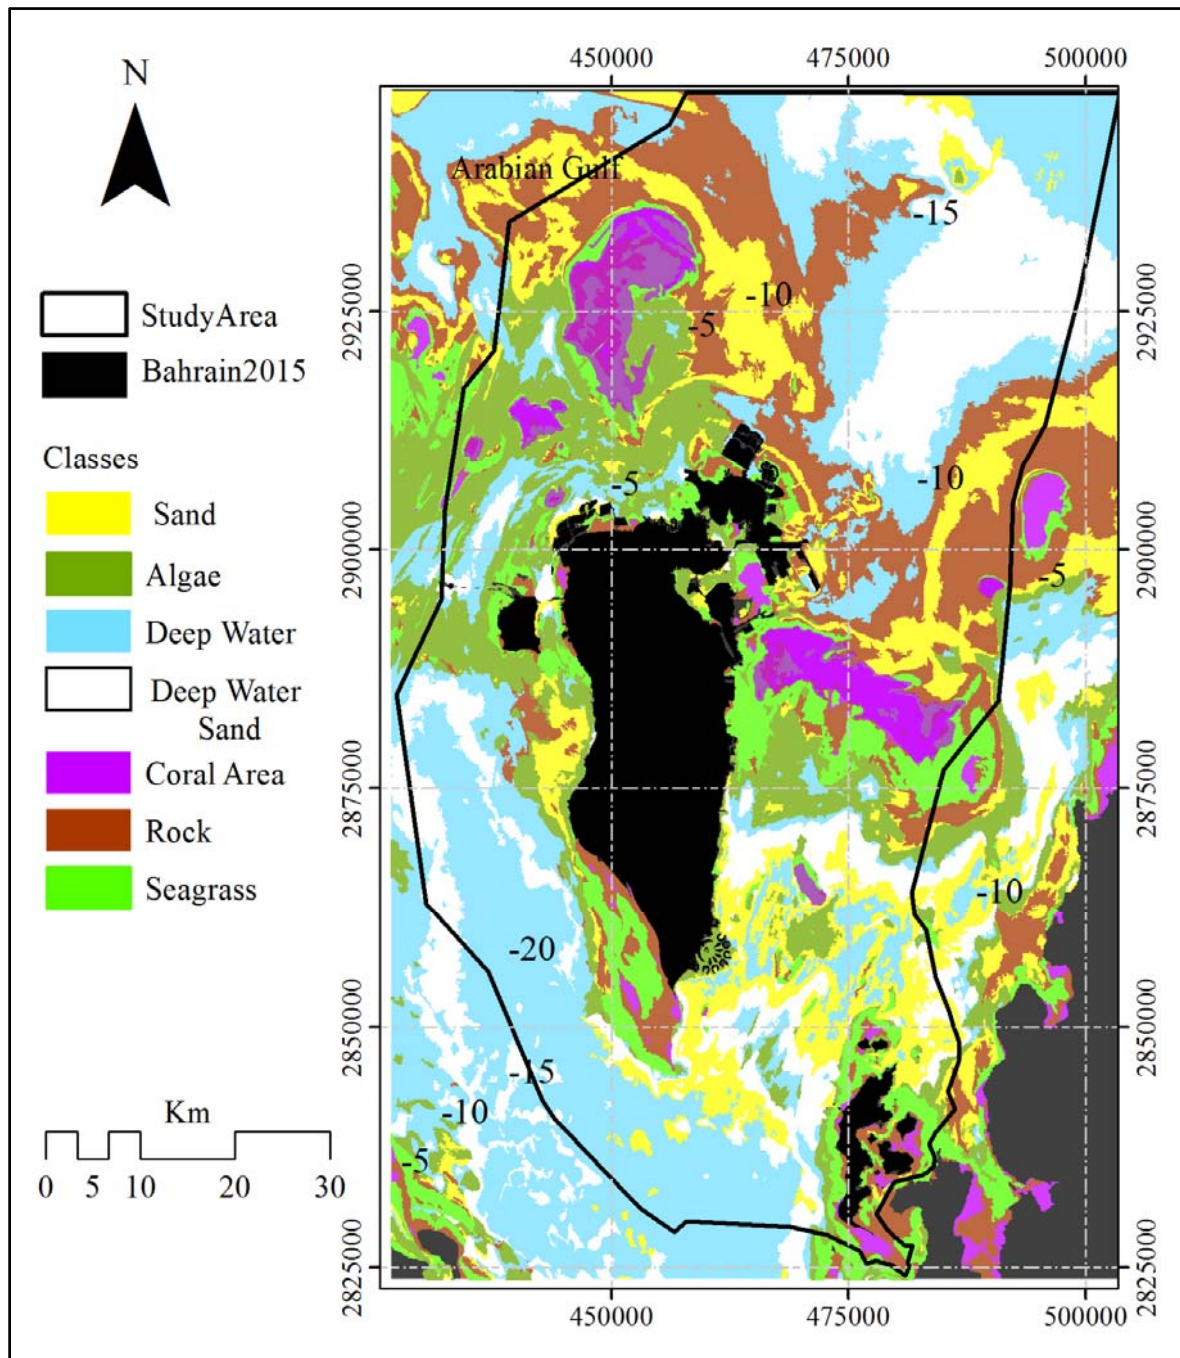 450000 475000 500000
N
Arabian Gulf
-15
-10
-5
StudyArea
Bahrain2015
2925000 2925000
Classes
Sand
Algae
Deep Water
Deep Water
Sand
Coral Area
Rock
Seagrass
-5
-10
-5
2900000 2900000
2875000 2875000
-10
-20
2850000 2850000
-15
-10
-5
Km
0 5 10 20 30
2825000 2825000
450000 475000 500000